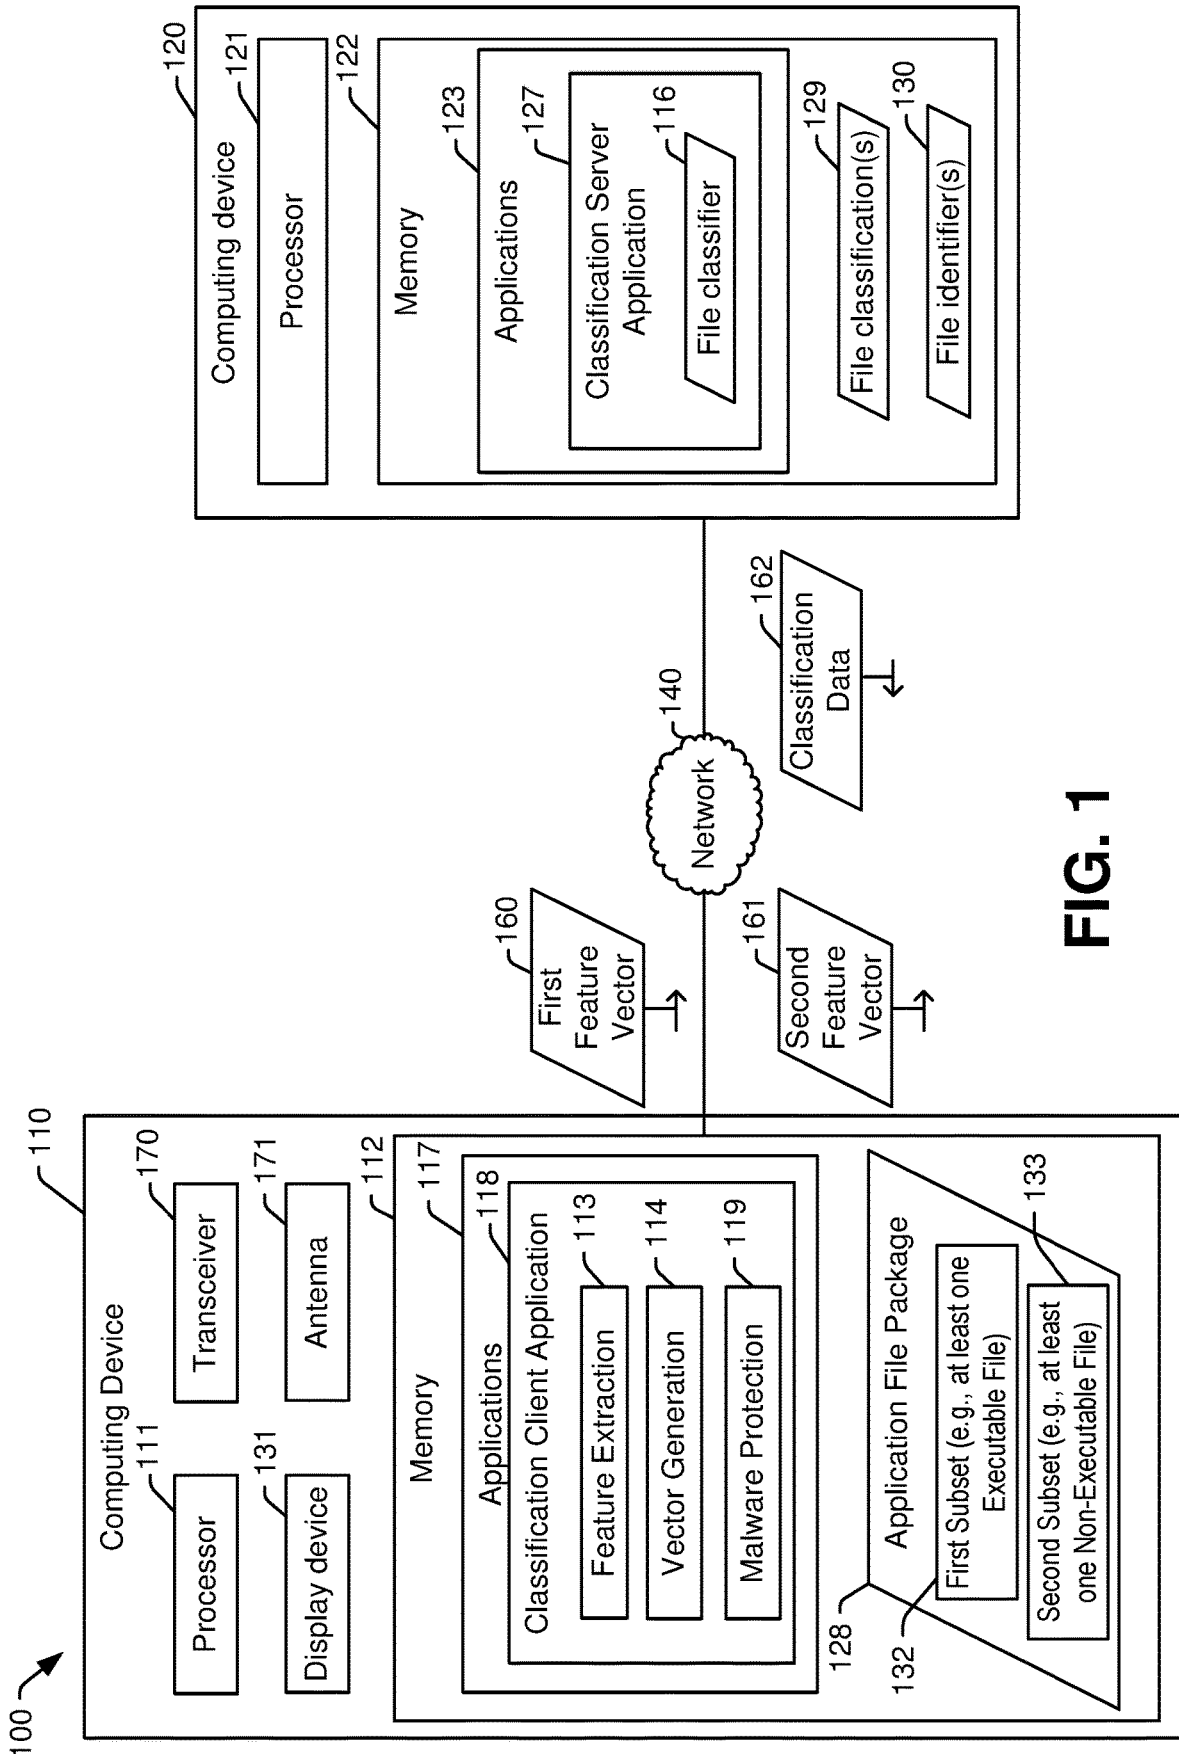 100
110
Computing Device
111
Processor
170
Transceiver
131
Display device
171
Antenna
112
Memory
117
Applications
118
Classification Client Application
113
Feature Extraction
114
Vector Generation
119
Malware Protection
128
Application File Package
132
First Subset (e.g., at least one
Executable File)
133
Second Subset (e.g., at least
one Non-Executable File)
160
First
Feature
Vector
161
Second
Feature
Vector
140
Network
162
Classification
Data
120
Computing device
121
Processor
122
Memory
123
Applications
127
Classification Server
Application
116
File classifier
129
File classification(s)
130
File identifier(s)
FIG. 1